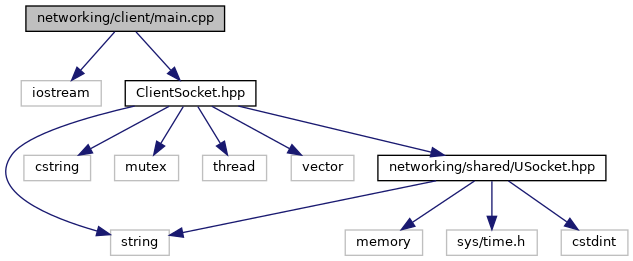 networking/client/main.cpp
iostream
ClientSocket.hpp
cstring
mutex
thread
vector
networking/shared/USocket.hpp
string
memory
sys/time.h
cstdint